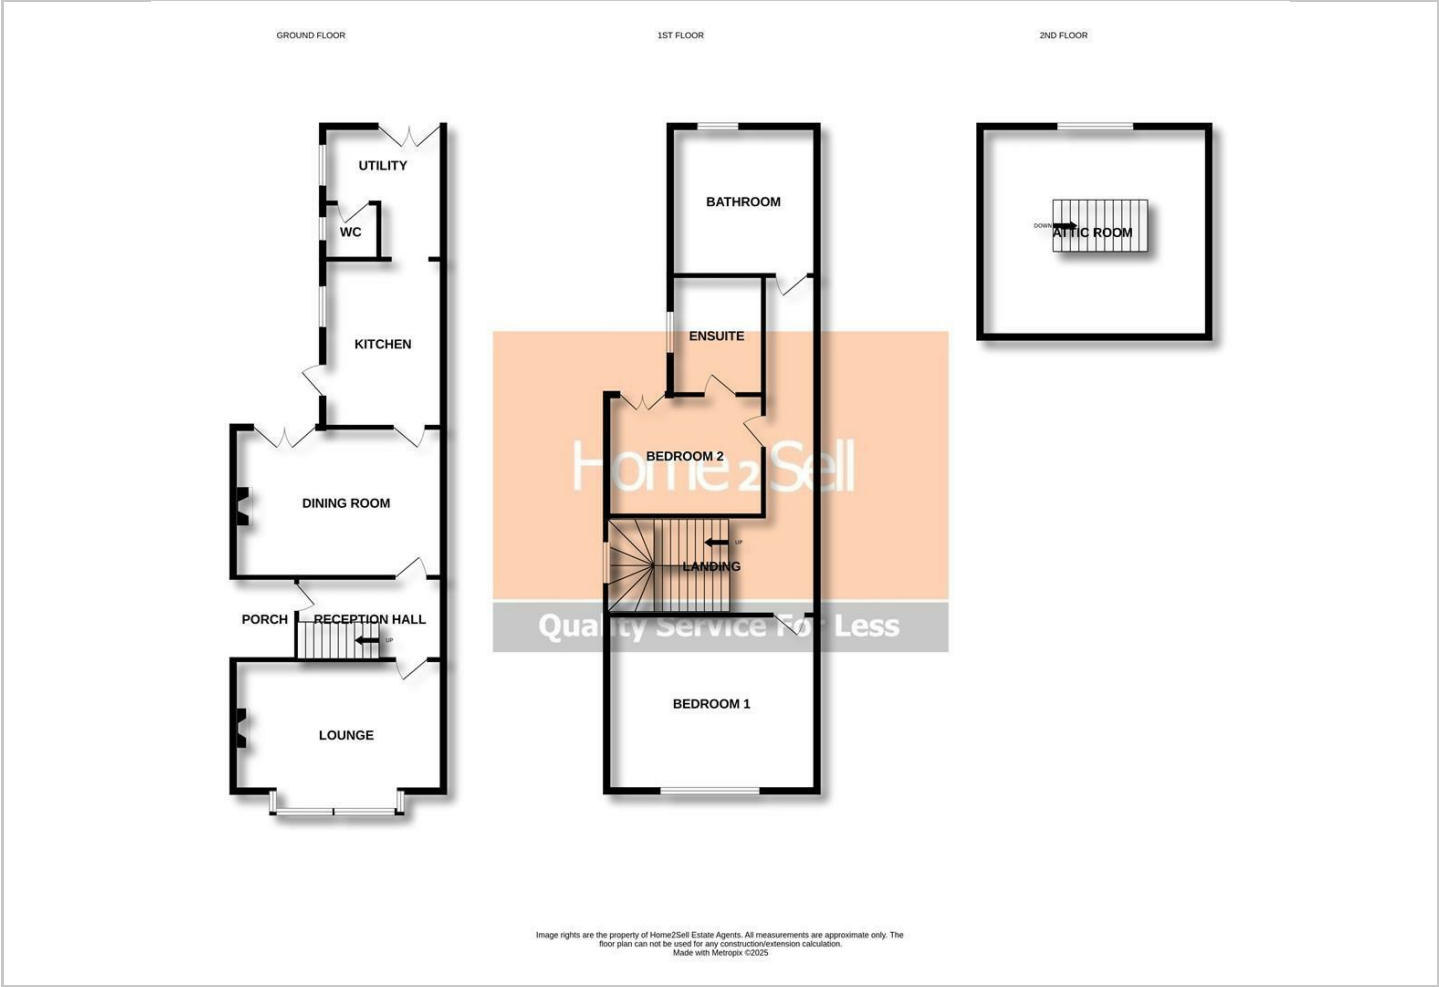 GROUND FLOOR
1ST FLOOR
2ND FLOOR
UTILITY
WC
KITCHEN
DINING ROOM
PORCH
RECEPTION HALL
UP
LOUNGE
BATHROOM
ENSUITE
BEDROOM 2
UP
LANDING
BEDROOM 1
DOWN
ATTIC ROOM
Home2Sell
Quality Service For Less
Image rights are the property of Home2Sell Estate Agents. All measurements are approximate only. The
floor plan can not be used for any construction/extension calculation.
Made with Metropix ©2025